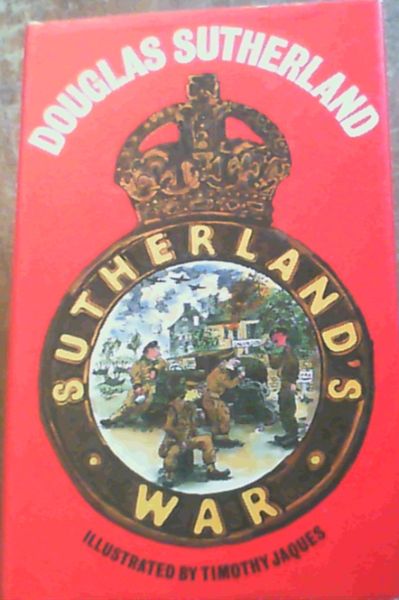 DOUGLAS SUTHERLAND
SUTHERLAND'S
WAR
ILLUSTRATED BY TIMOTHY JAQUES